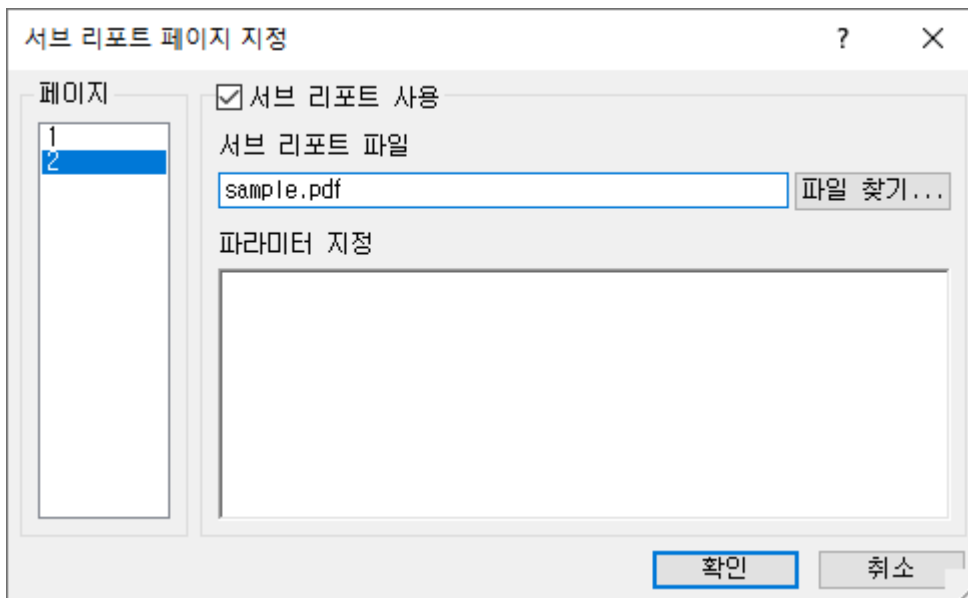 서브 리포트 페이지 지정
페이지
1
2
서브 리포트 사용
서브 리포트 파일
sample.pdf
파일 찾기...
파라미터 지정
확인
취소